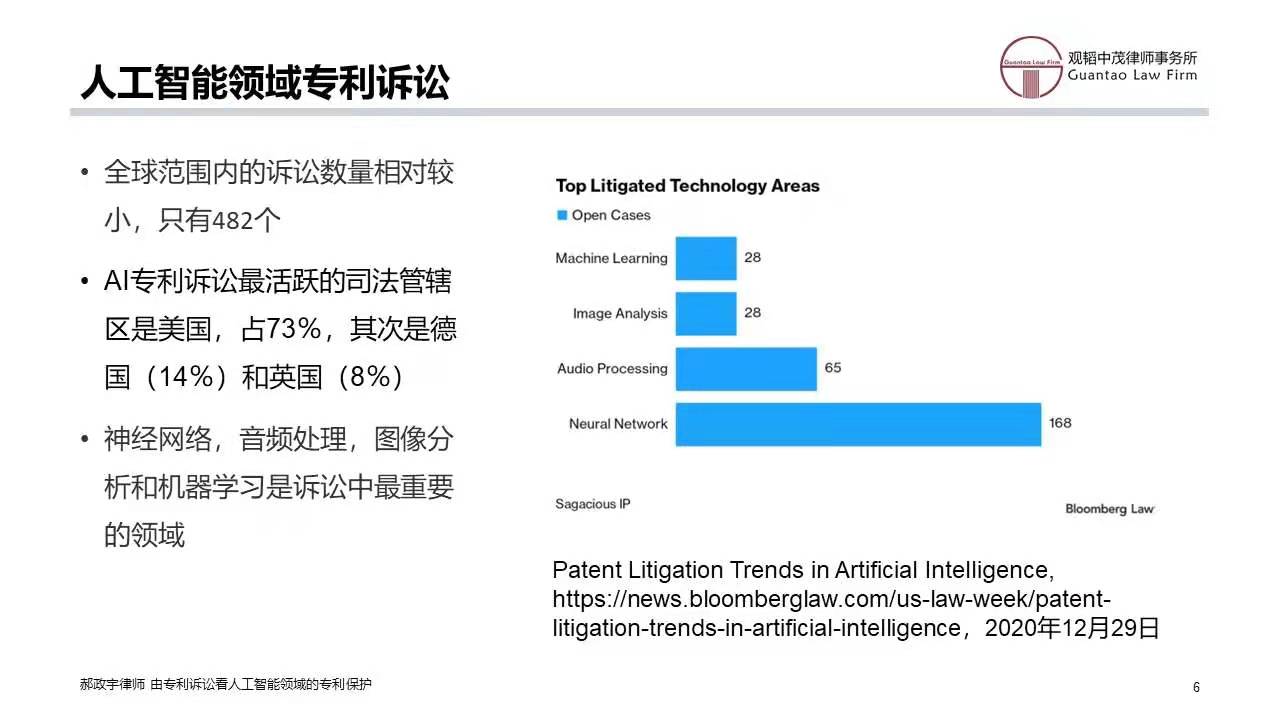 人工智能领域专利诉讼
Guantao Law Firm
观韬中茂律师事务所
Guantao Law Firm
• 全球范围内的诉讼数量相对较
小，只有482个
• AI专利诉讼最活跃的司法管辖
区是美国，占73%，其次是德
国（14%）和英国（8%）
• 神经网络，音频处理，图像分
析和机器学习是诉讼中最重要
的领域
Top Litigated Technology Areas
Open Cases
Machine Learning 28
Image Analysis 28
Audio Processing 65
Neural Network 168
Sagacious IP
Bloomberg Law
Patent Litigation Trends in Artificial Intelligence,
https://news.bloomberglaw.com/us-law-week/patent-
litigation-trends-in-artificial-intelligence，2020年12月29日
郝政宇律师 由专利诉讼看人工智能领域的专利保护
6